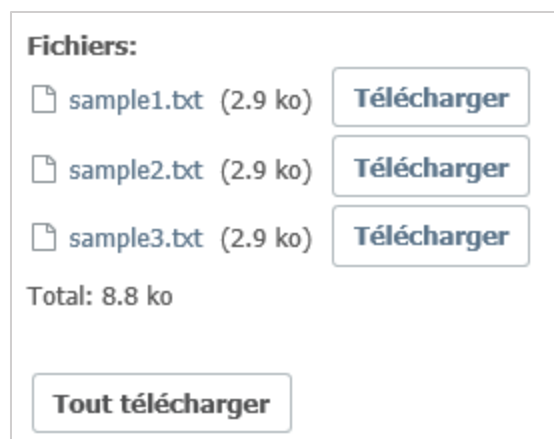 Fichiers:
sample1.txt (2.9 ko) Télécharger
sample2.txt (2.9 ko) Télécharger
sample3.txt (2.9 ko) Télécharger
Total: 8.8 ko
Tout télécharger